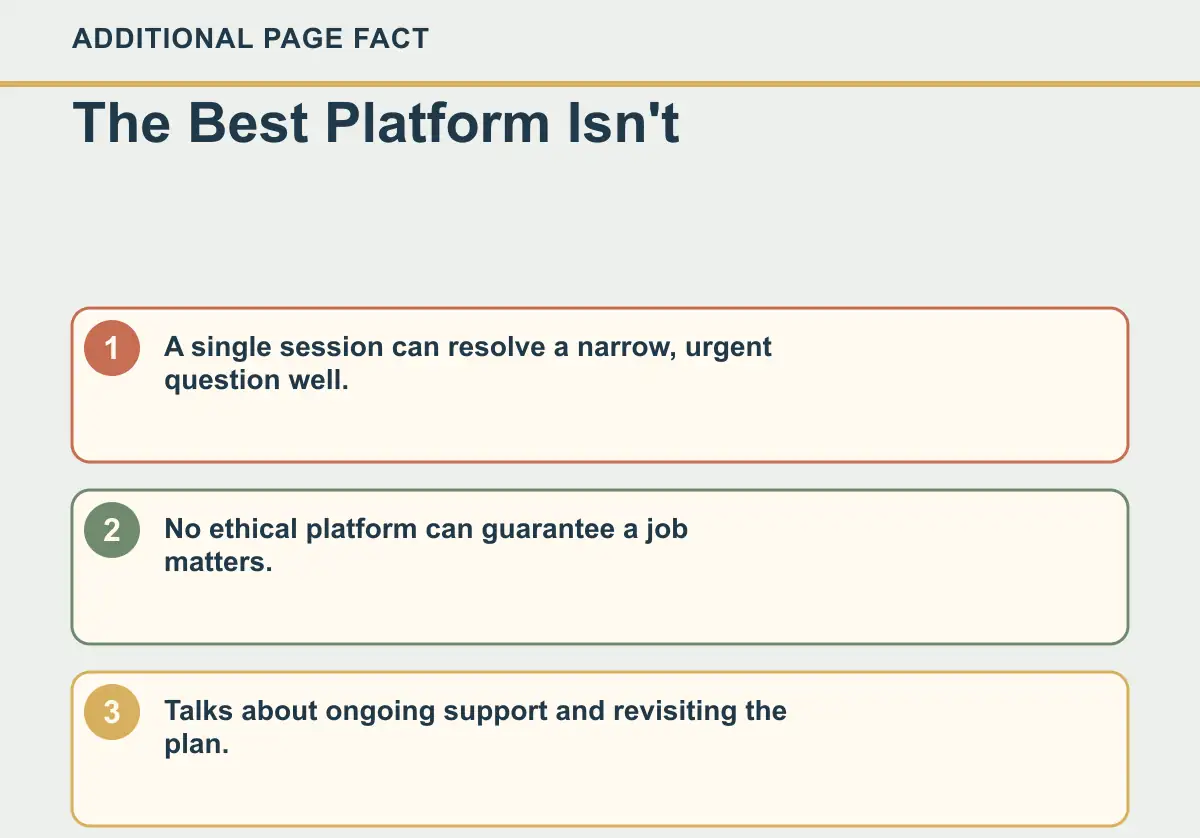 ADDITIONAL PAGE FACT
The Best Platform Isn't
1
A single session can resolve a narrow, urgent
question well.
2
No ethical platform can guarantee a job
matters.
3
Talks about ongoing support and revisiting the
plan.